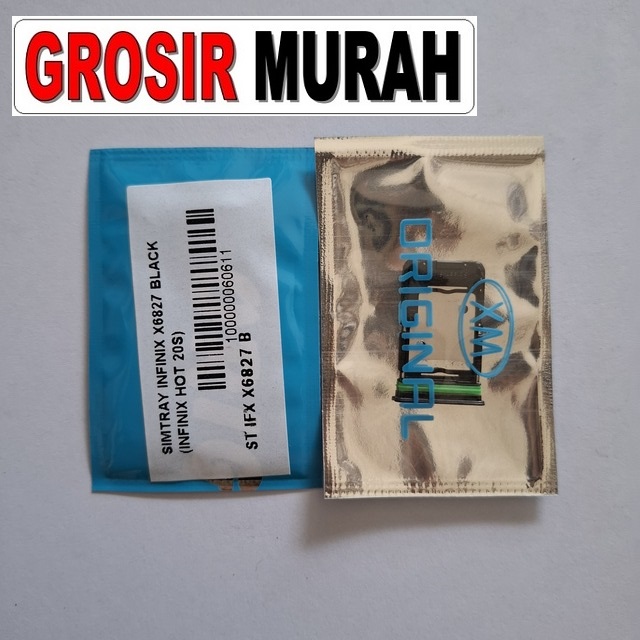 GROSIR MURAH
SIMTRAY INFINIX X6827 BLACK
(INFINIX HOT 20S)
100000060611
ST IFX X6827 B
ORIGINAL
XM